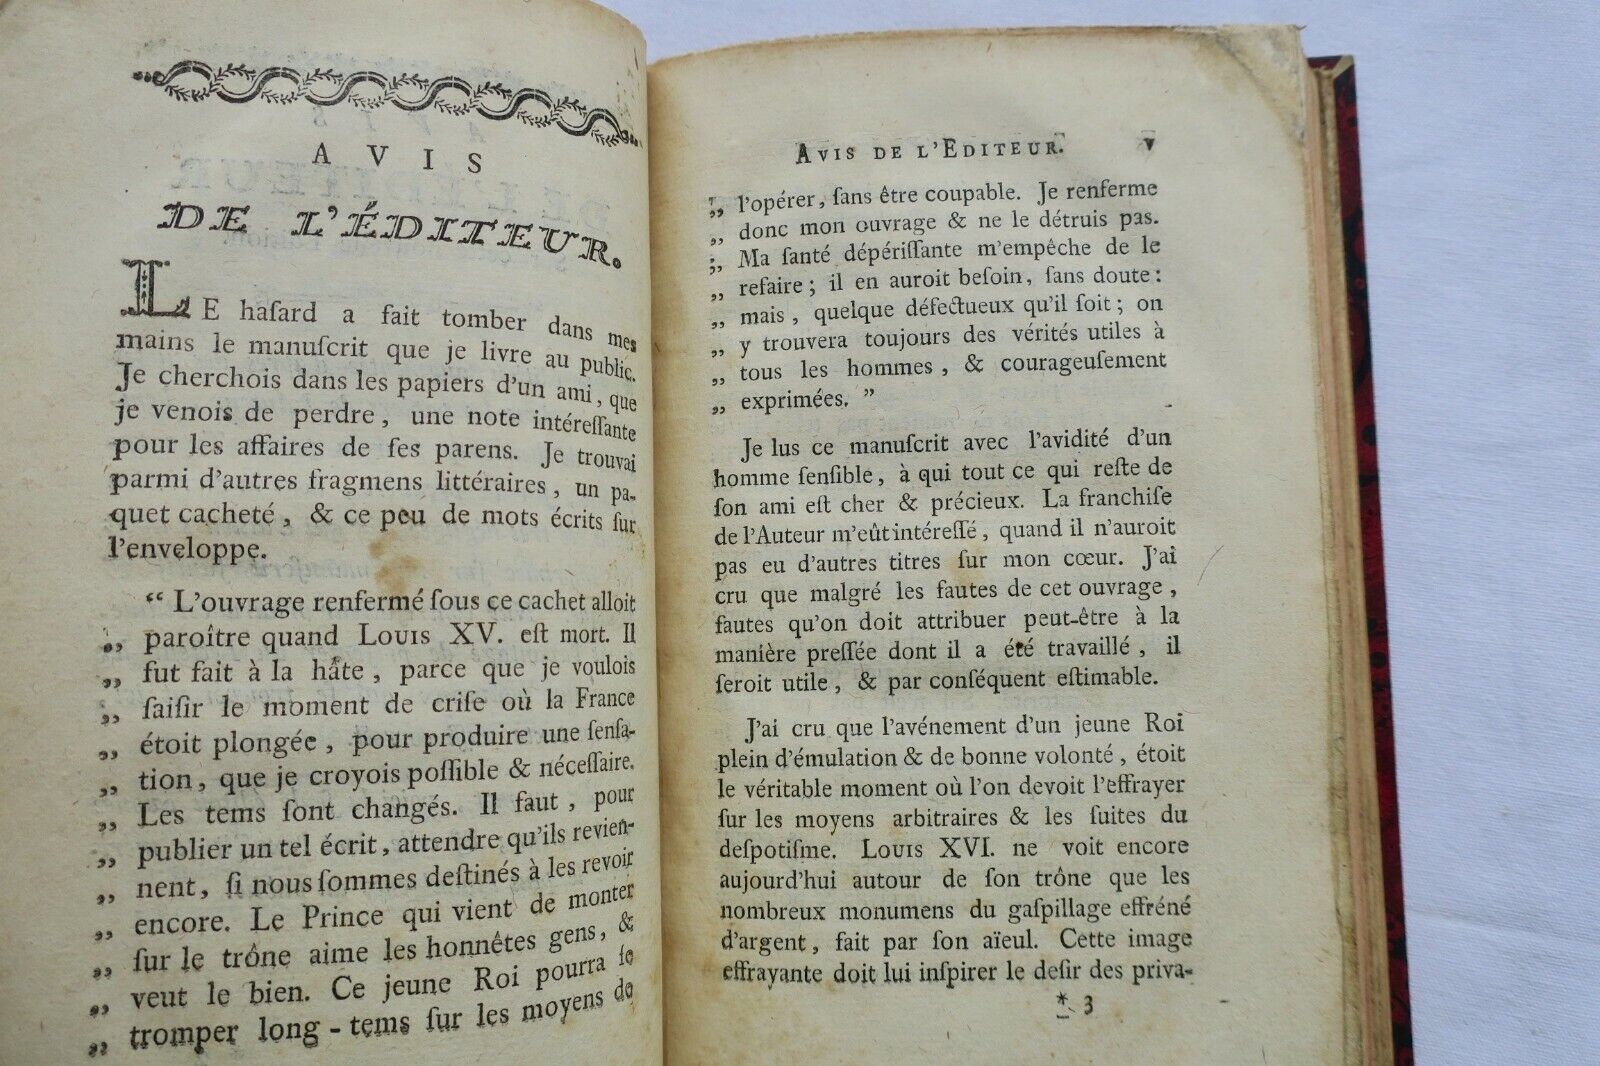 AVIS
DE L'ÉDITEUR.
LE haſard a fait tomber dans mes
mains le manuſcrit que je livre au public.
Je cherchois dans les papiers d'un ami, que
je venois de perdre, une note intéreſſante
pour les affaires de ſes parens. Je trouvai
parmi d'autres fragmens littéraires, un pa-
quet cacheté, & ce peu de mots écrits ſur
l'enveloppe.
“ L'ouvrage renfermé ſous ce cachet alloit
„ paroître quand Louis XV. eſt mort. Il
„ fut fait à la hâte, parce que je voulois
„ ſaiſir le moment de criſe où la France
„ étoit plongée, pour produire une ſenſa-
„ tion, que je croyois poſſible & néceſſaire.
„ Les tems ſont changés. Il faut, pour
„ publier un tel écrit, attendre qu'ils revien-
„ nent, ſi nous ſommes deſtinés à les revoir
„ encore. Le Prince qui vient de monter
„ ſur le trône aime les honnêtes gens, &
„ veut le bien. Ce jeune Roi pourra ſe
„ tromper long-tems ſur les moyens de
AVIS DE L'EDITEUR. v
„ l'opérer, ſans être coupable. Je renferme
„ donc mon ouvrage & ne le détruis pas.
„ Ma ſanté dépériſſante m'empêche de le
„ refaire; il en auroit beſoin, ſans doute:
„ mais, quelque défectueux qu'il ſoit; on
„ y trouvera toujours des vérités utiles à
„ tous les hommes, & courageuſement
„ exprimées. ”
Je lus ce manuſcrit avec l'avidité d'un
homme ſenſible, à qui tout ce qui reſte de
ſon ami eſt cher & précieux. La franchiſe
de l'Auteur m'eût intéreſſé, quand il n'auroit
pas eu d'autres titres ſur mon cœur. J'ai
cru que malgré les fautes de cet ouvrage,
fautes qu'on doit attribuer peut-être à la
manière preſſée dont il a été travaillé, il
ſeroit utile, & par conſéquent eſtimable.
J'ai cru que l'avénement d'un jeune Roi
plein d'émulation & de bonne volonté, étoit
le véritable moment où l'on devoit l'effrayer
ſur les moyens arbitraires & les ſuites du
deſpotiſme. Louis XVI. ne voit encore
aujourd'hui autour de ſon trône que les
nombreux monumens du gaſpillage effréné
d'argent, fait par ſon aïeul. Cette image
effrayante doit lui inſpirer le deſir des priva-
* 3